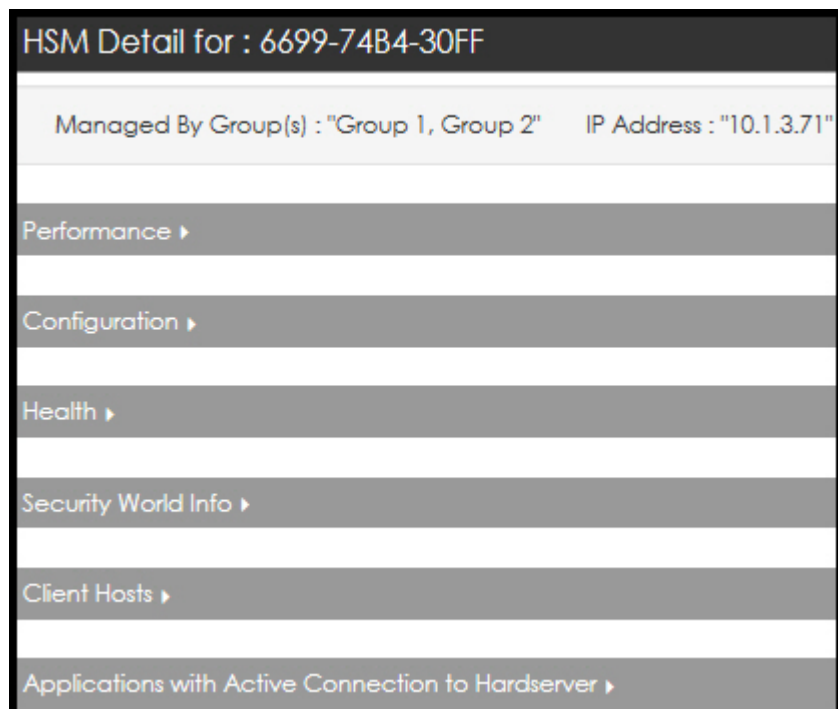 HSM Detail for : 6699-74B4-30FF
Managed By Group(s) : "Group 1, Group 2" IP Address : "10.1.3.71"
Performance
Configuration
Health
Security World Info
Client Hosts
Applications with Active Connection to Hardserver